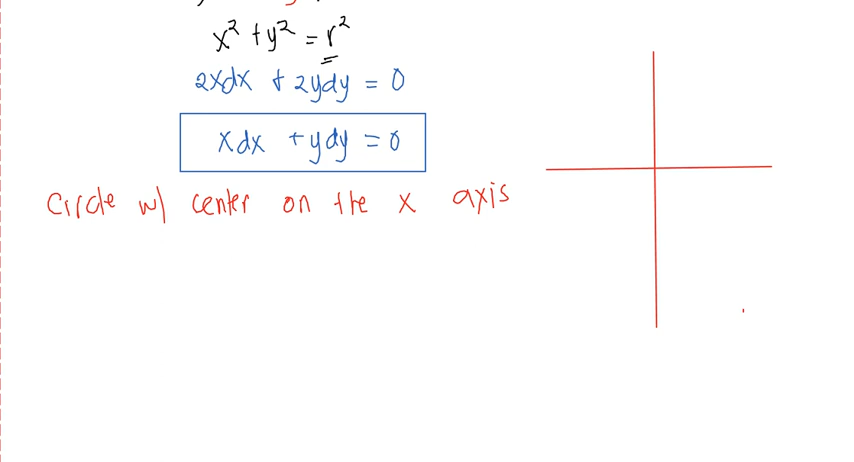 x² + y² = r²
2xdx + 2ydy = 0
xdx + ydy = 0
Circle w/ center on the x axis